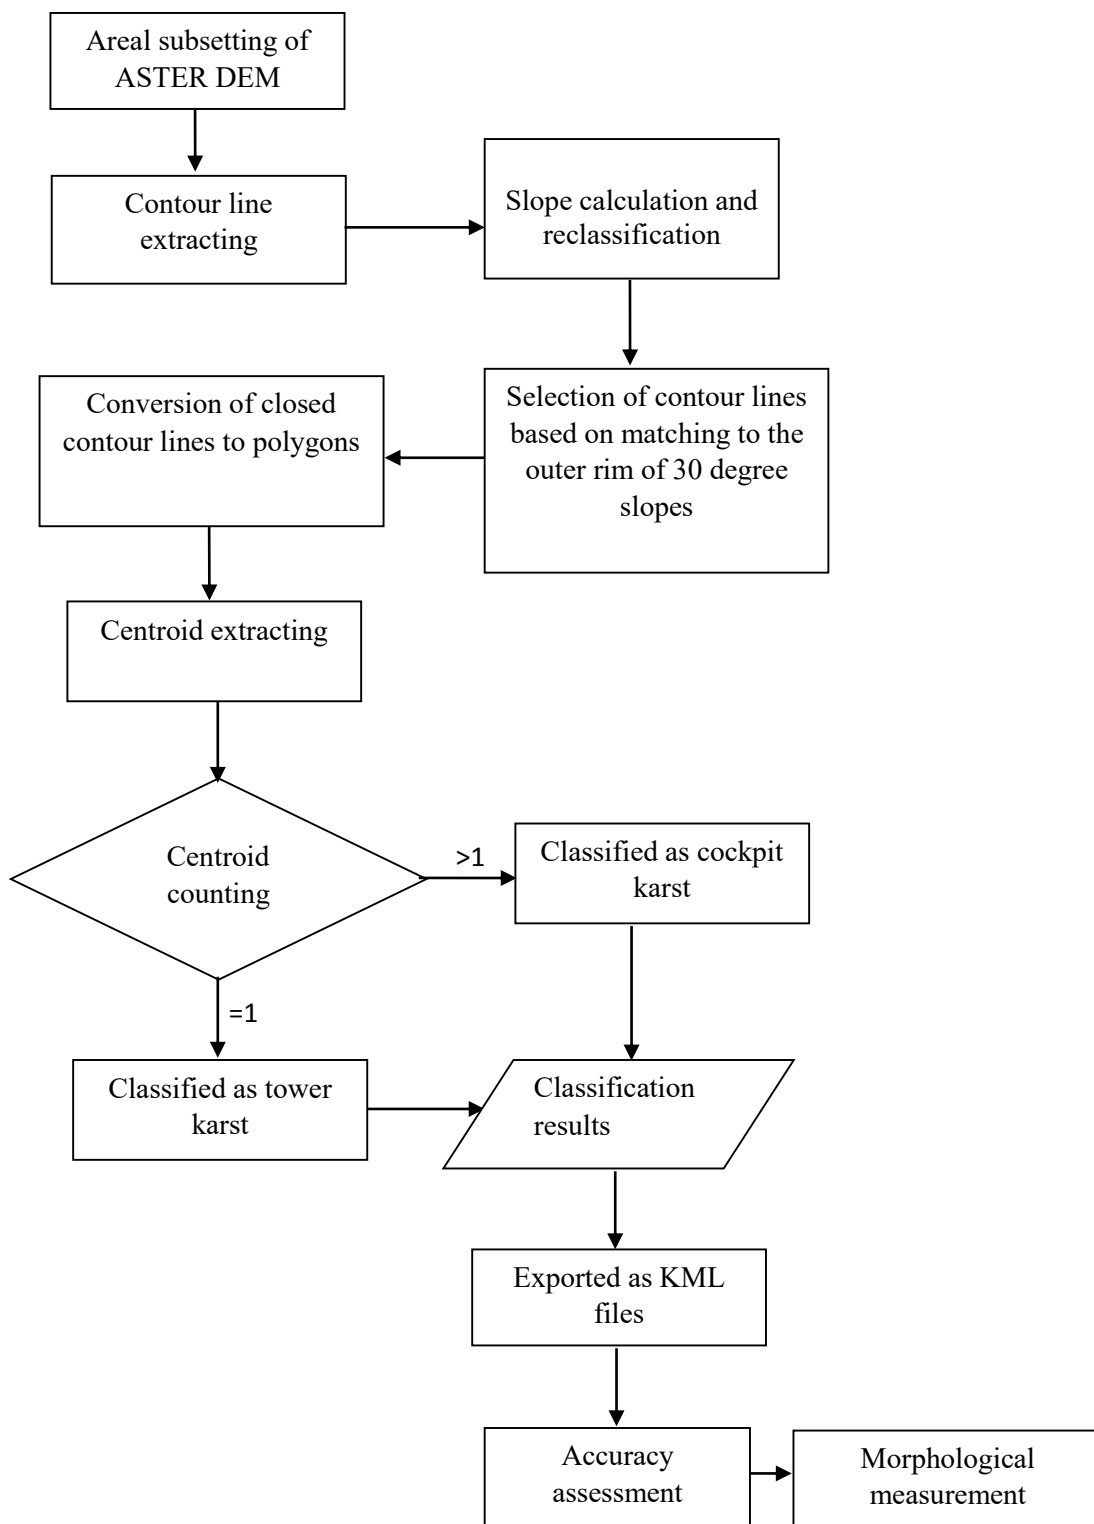 Areal subsetting of
ASTER DEM
Contour line
extracting
Slope calculation and
reclassification
Conversion of closed
contour lines to polygons
Selection of contour lines
based on matching to the
outer rim of 30 degree
slopes
Centroid extracting
Centroid
counting
>1
Classified as cockpit
karst
=1
Classified as tower
karst
Classification
results
Exported as KML
files
Accuracy
assessment
Morphological
measurement